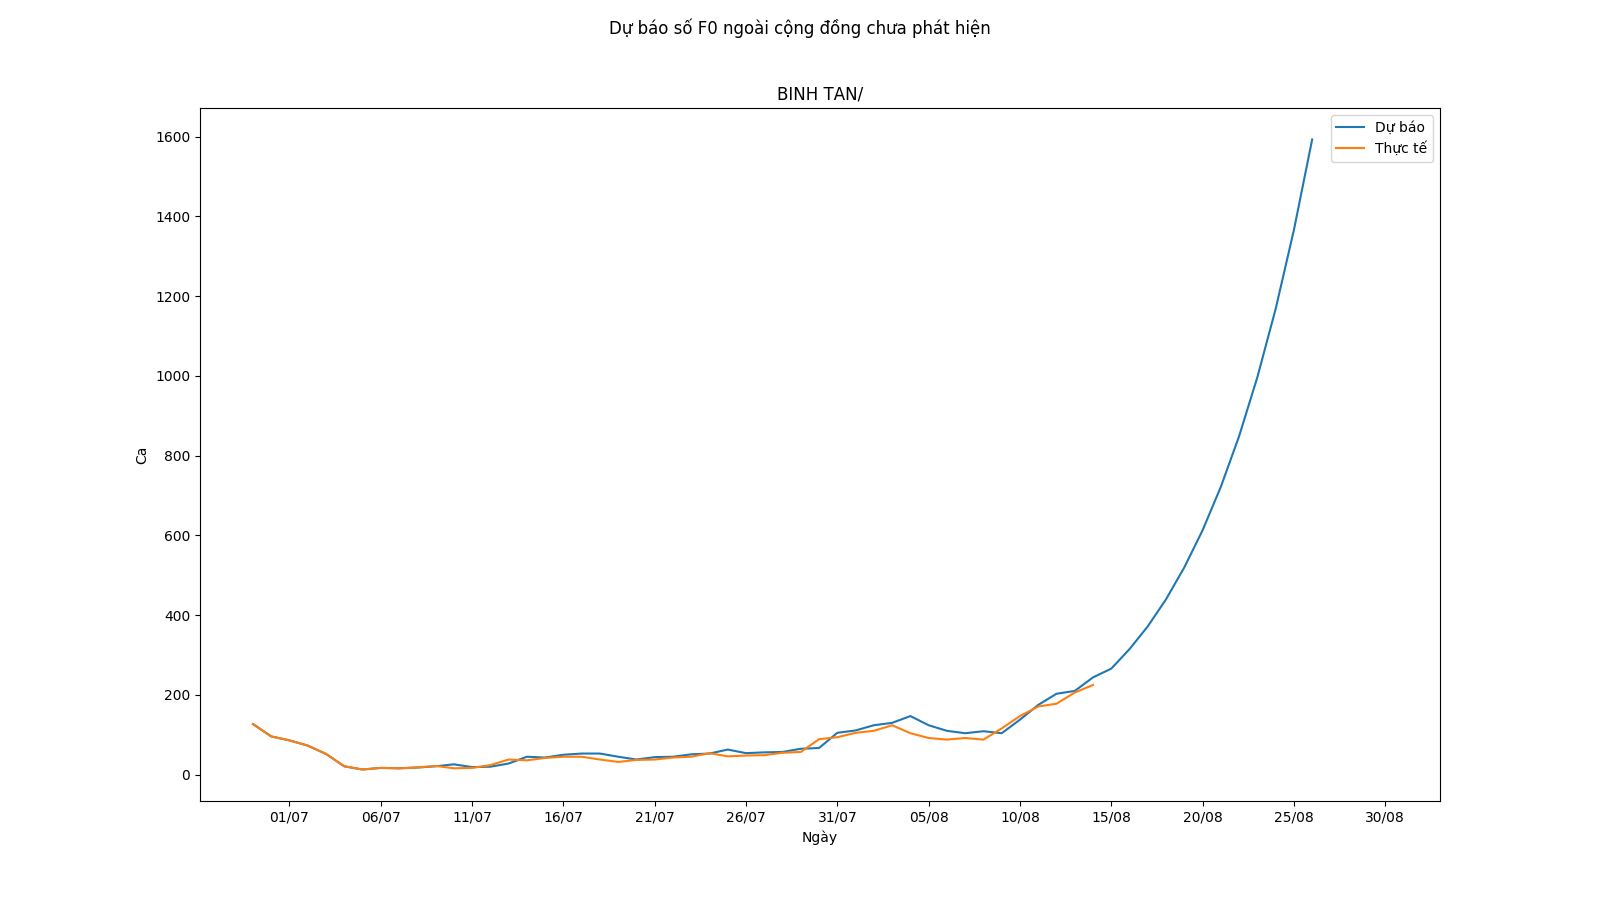 Dự báo số F0 ngoài cộng đồng chưa phát hiện
BINH TAN/
Dự báo
Thực tế
1600
1400
1200
1000
800
600
400
200
0
Ca
01/07 06/07 11/07 16/07 21/07 26/07 31/07 05/08 10/08 15/08 20/08 25/08 30/08
Ngày